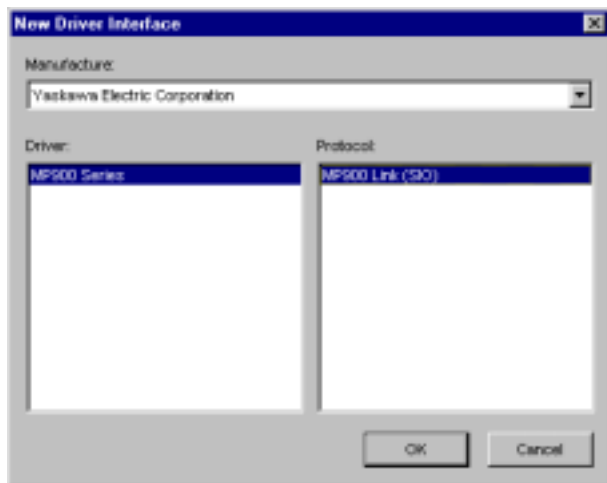 New Driver Interface
Manufacture:
Yaskawa Electric Corporation
Driver:
Protocol:
MP900 Series
MP900 Link (SIO)
OK
Cancel